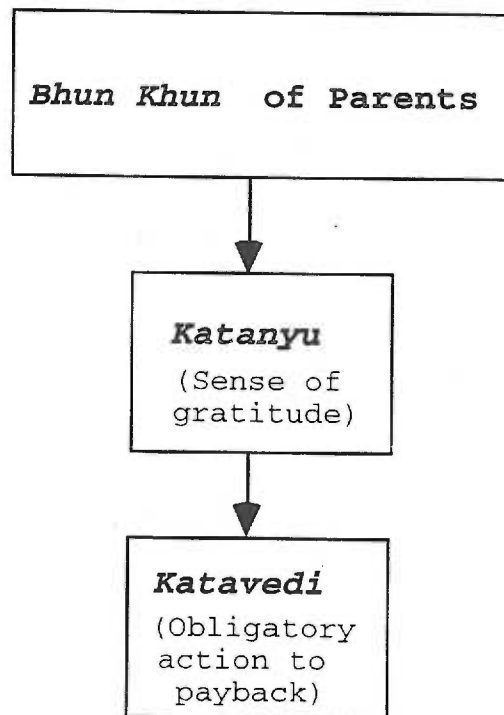 Bhun Khun of Parents
Katanyu
(Sense of
gratitude)
Katavedi
(Obligatory
action to
payback)